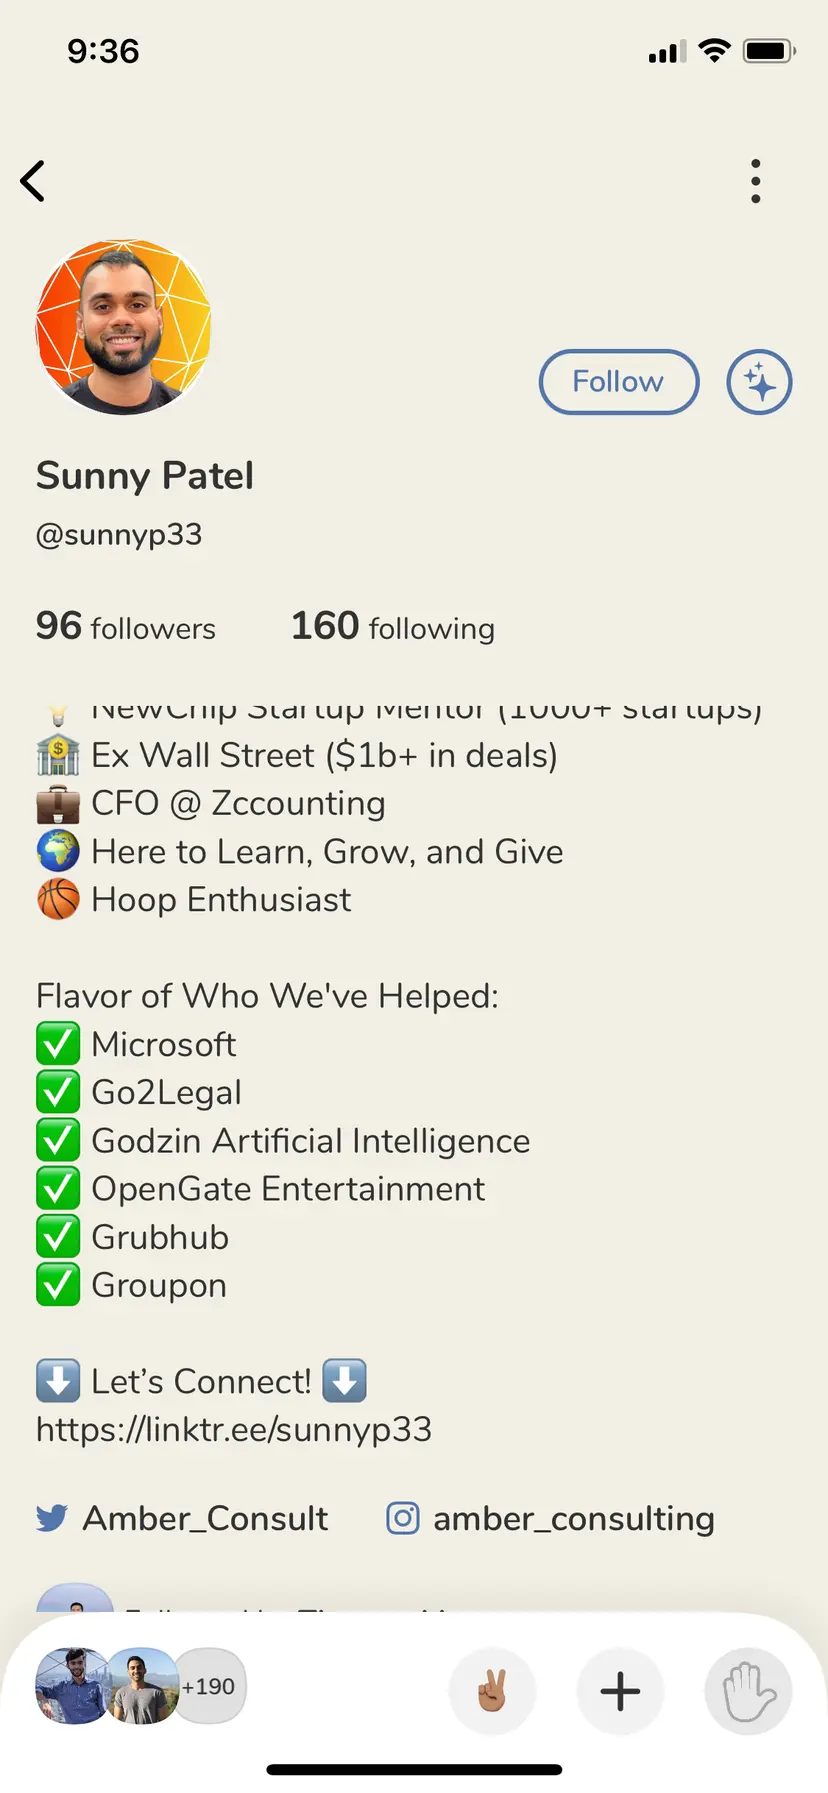 9:36
Follow
Sunny Patel
@sunnyp33
96 followers 160 following
NewChip Startup Mentor (1000+ startups)
Ex Wall Street ($1b+ in deals)
CFO @ Zccounting
Here to Learn, Grow, and Give
Hoop Enthusiast
Flavor of Who We've Helped:
Microsoft
Go2Legal
Godzin Artificial Intelligence
OpenGate Entertainment
Grubhub
Groupon
Let’s Connect!
https://linktr.ee/sunnyp33
Amber_Consult amber_consulting
+190